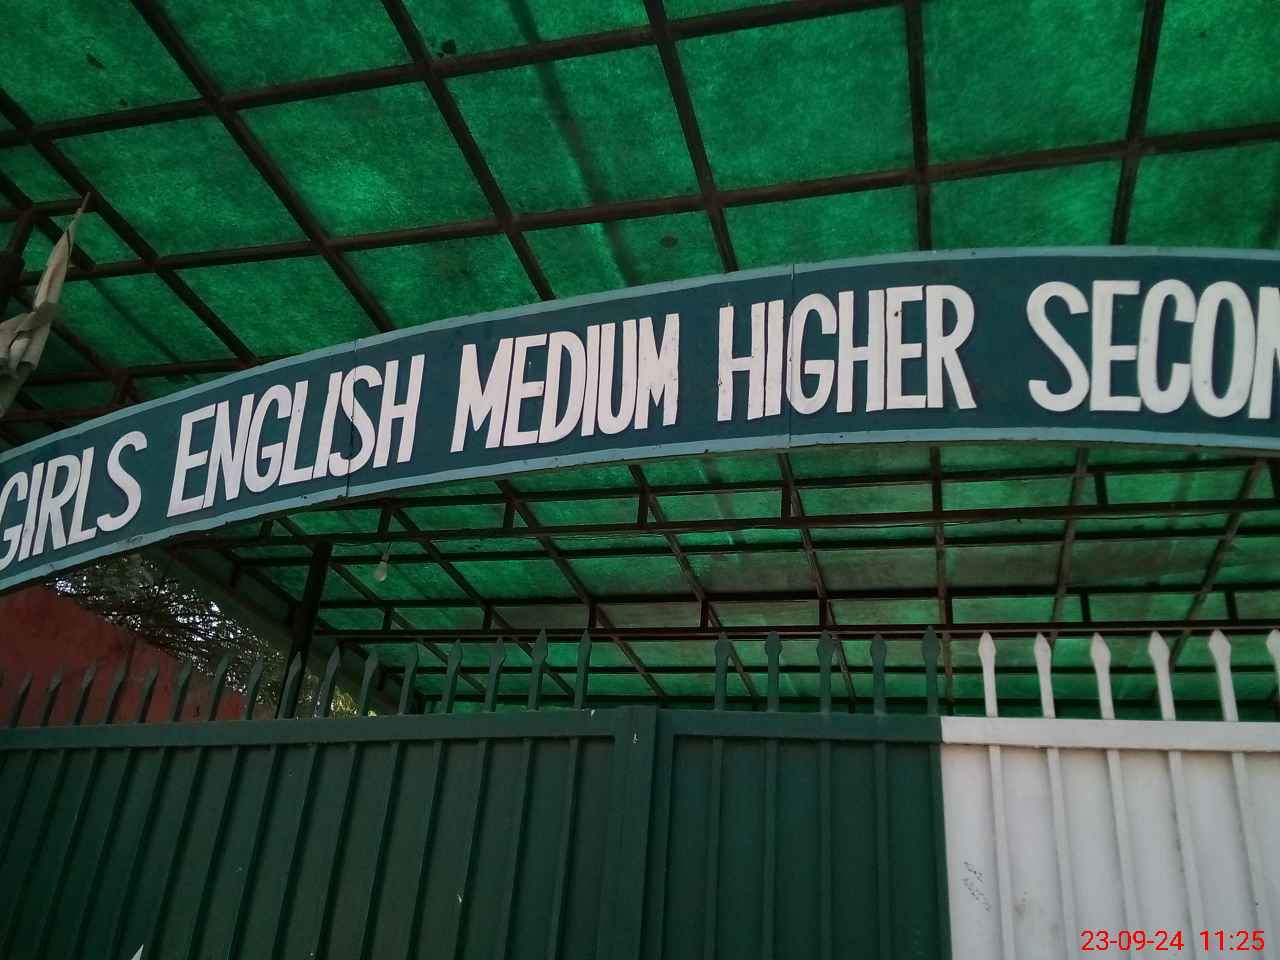 GIRLS ENGLISH MEDIUM HIGHER SECON
23-09-24 11:25